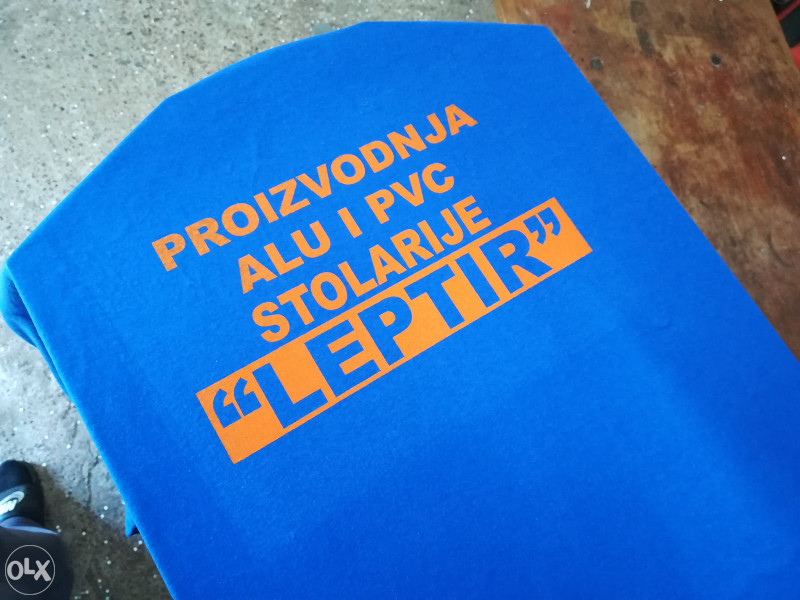 PROIZVODNJA
ALU I PVC
STOLARIJE
“LEPTIR”
OLX